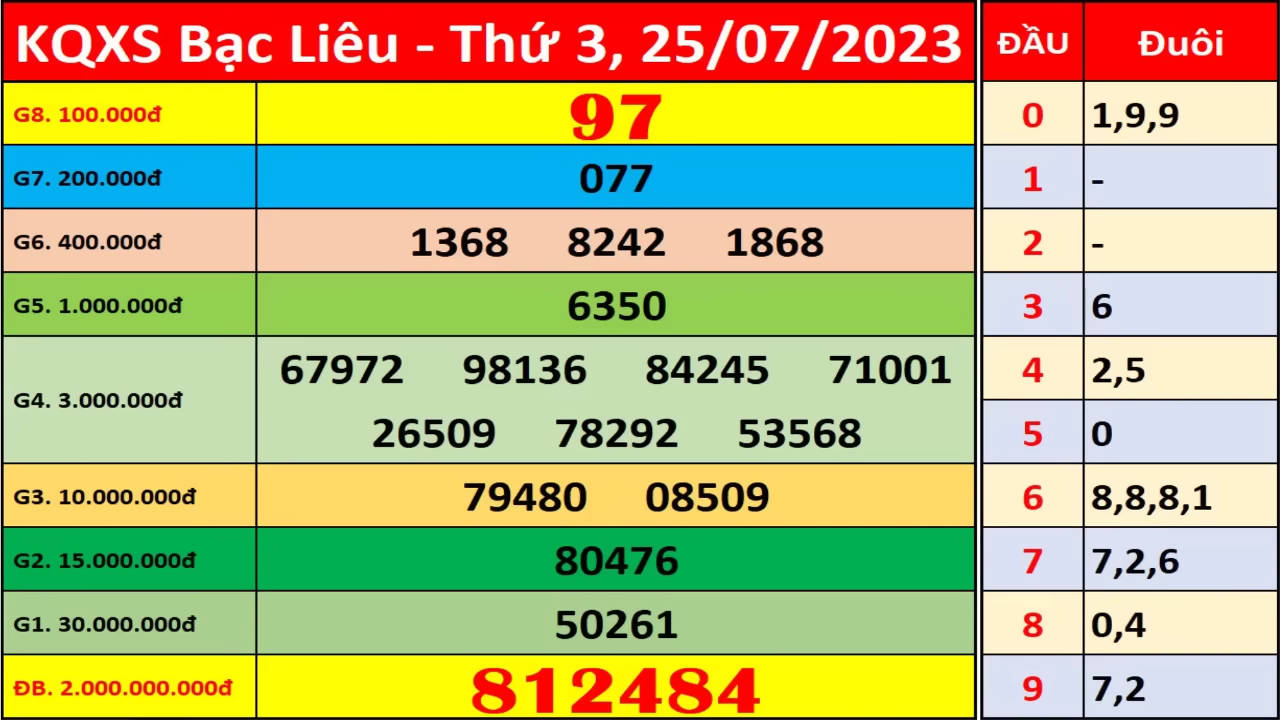 KQXS Bạc Liêu - Thứ 3, 25/07/2023 ĐẦU Đuôi
G8. 100.000đ 97 0 1,9,9
G7. 200.000đ 077 1 -
G6. 400.000đ 1368 8242 1868 2 -
G5. 1.000.000đ 6350 3 6
67972 98136 84245 71001 4 2,5
G4. 3.000.000đ
26509 78292 53568 5 0
G3. 10.000.000đ 79480 08509 6 8,8,8,1
G2. 15.000.000đ 80476 7 7,2,6
G1. 30.000.000đ 50261 8 0,4
ĐB. 2.000.000.000đ 812484 9 7,2